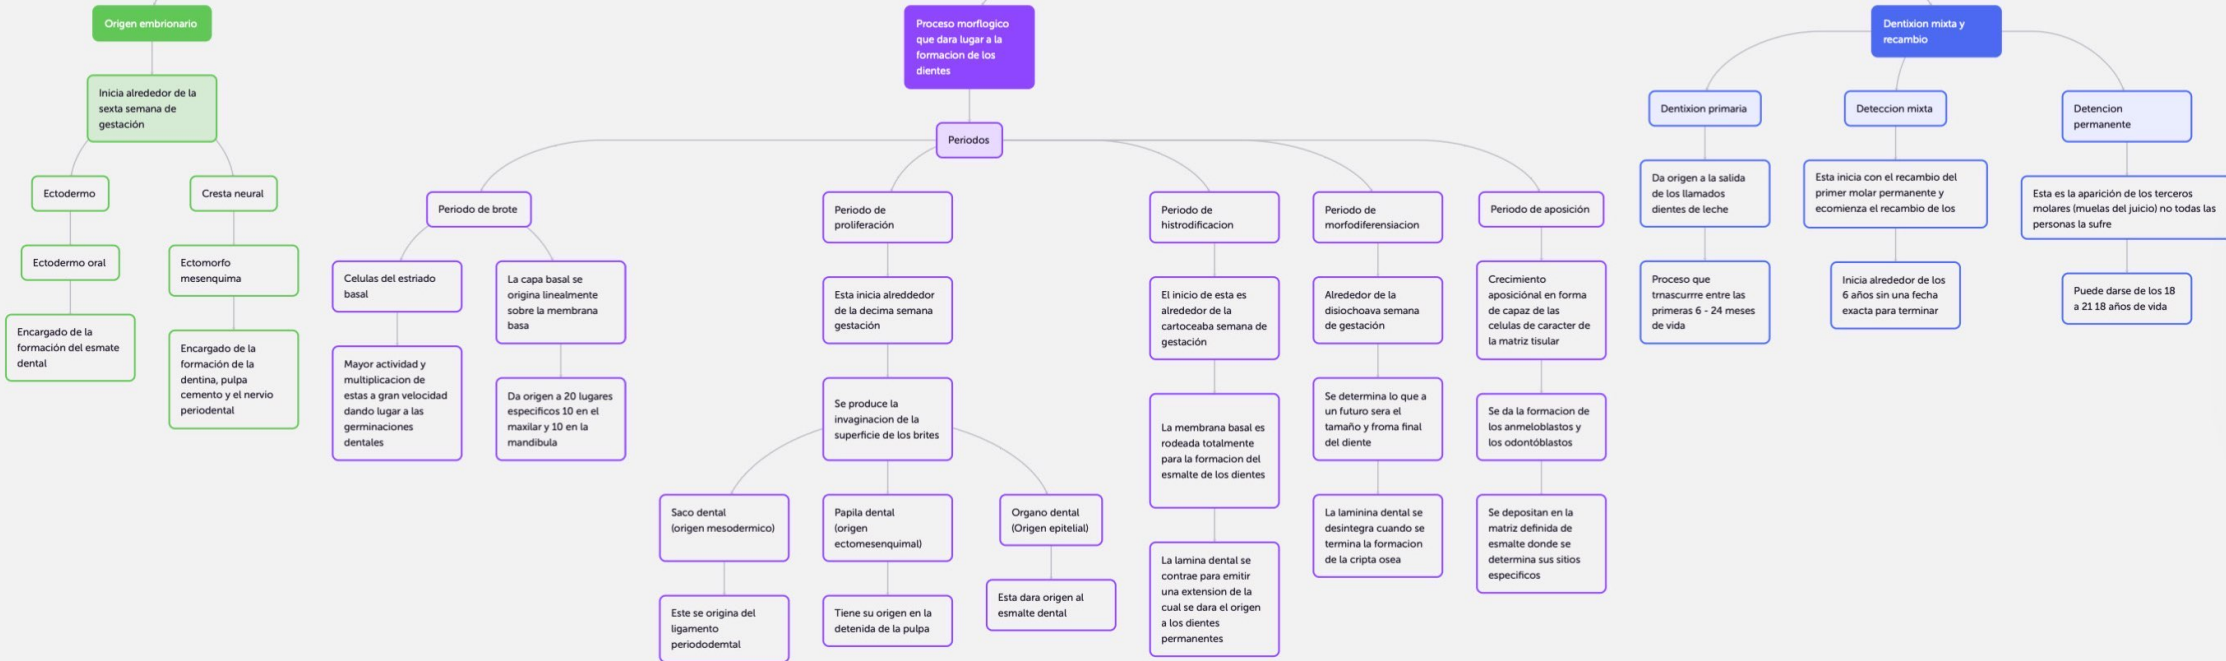 Origen embrionario
Inicia alrededor de la
sexta semana de
gestación
Ectodermo
Cresta neural
Ectodermo oral
Ectomorfo
mesenquima
Encargado de la
formación del esmate
dental
Encargado de la
formación de la
dentina, pulpa
cemento y el nervio
periodental
Proceso morflogico
que dara lugar a la
formacion de los
dientes
Periodos
Periodo de brote
Celulas del estriado
basal
Mayor actividad y
multiplicacion de
estas a gran velocidad
dando lugar a las
germinaciones
dentales
La capa basal se
origina linealmente
sobre la membrana
basa
Da origen a 20 lugares
especificos 10 en el
maxilar y 10 en la
mandibula
Periodo de
proliferación
Esta inicia alreddedor
de la decima semana
gestación
Se produce la
invaginacion de la
superficie de los brites
Saco dental
(origen mesodermico)
Este se origina del
ligamento
periododemtal
Papila dental
(origen
ectomesenquimal)
Tiene su origen en la
detenida de la pulpa
Organo dental
(Origen epitelial)
Esta dara origen al
esmalte dental
Periodo de
histrodificacion
El inicio de esta es
alrededor de la
cartoceaba semana de
gestación
La membrana basal es
rodeada totalmente
para la formacion del
esmalte de los dientes
La lamina dental se
contrae para emitir
una extension de la
cual se dara el origen
a los dientes
permanentes
Periodo de
morfodiferensiacion
Alrededor de la
disiochoava semana
de gestación
Se determina lo que a
un futuro sera el
tamaño y froma final
del diente
La laminina dental se
desintegra cuando se
termina la formacion
de la cripta osea
Periodo de aposición
Crecimiento
aposiciónal en forma
de capaz de las
celulas de caracter de
la matriz tisular
Se da la formacion de
los anmeloblastos y
los odontóblastos
Se depositan en la
matriz definida de
esmalte donde se
determina sus sitios
especificos
Dentixion mixta y
recambio
Dentixion primaria
Da origen a la salida
de los llamados
dientes de leche
Proceso que
trnascurrre entre las
primeras 6 - 24 meses
de vida
Deteccion mixta
Esta inicia con el recambio del
primer molar permanente y
ecomienza el recambio de los
Inicia alrededor de los
6 años sin una fecha
exacta para terminar
Detencion
permanente
Esta es la aparición de los terceros
molares (muelas del juicio) no todas las
personas la sufre
Puede darse de los 18
a 21 18 años de vida